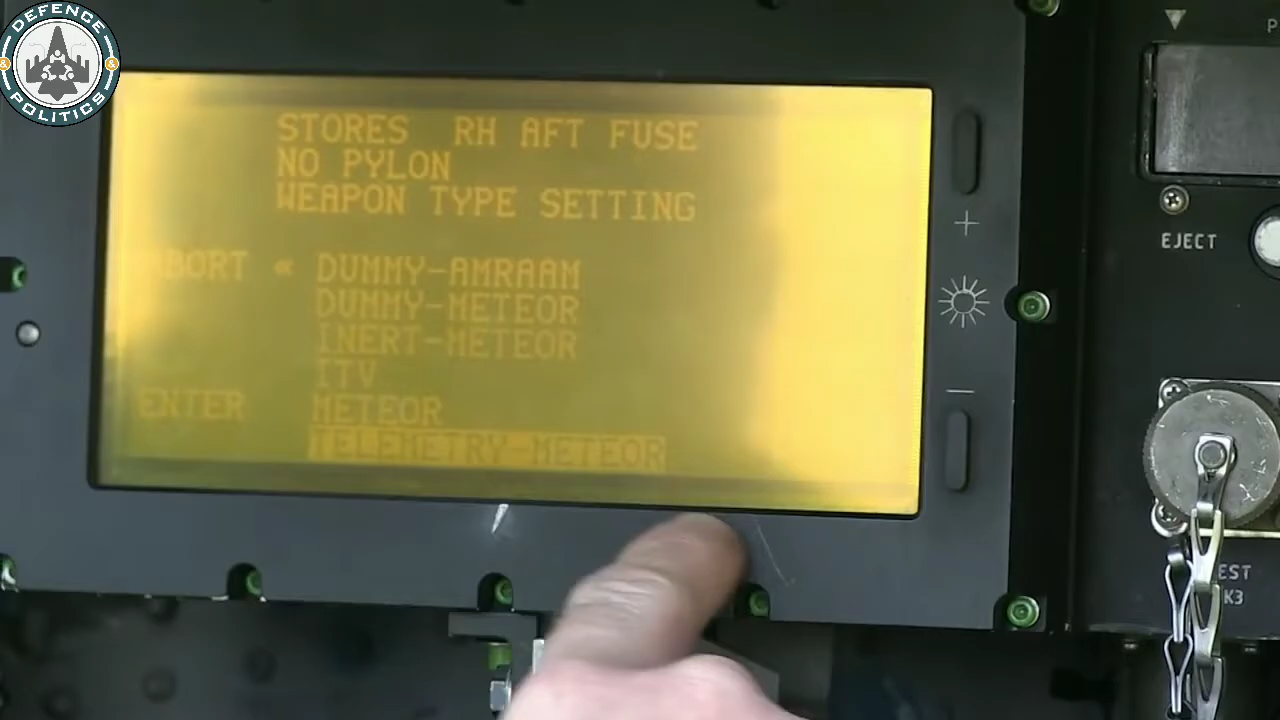 DEFENCE
POLITICS
STORES RH AFT FUSE
NO PYLON
WEAPON TYPE SETTING
BORT « DUMMY-AMRAAM
DUMMY-METEOR
INERT-METEOR
ITV
ENTER METEOR
TELEMETRY-METEOR
+
−
P
EJECT
EST
K3